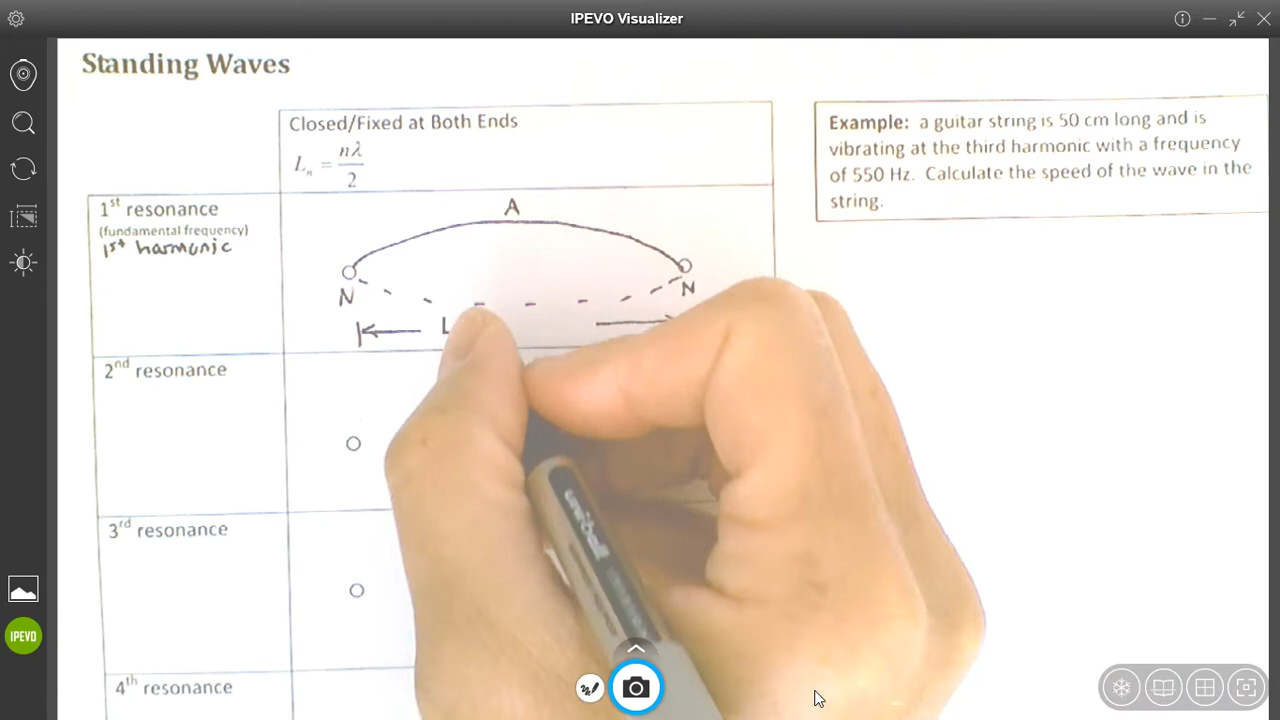 IPEVO Visualizer
Standing Waves
Closed/Fixed at Both Ends
Lₙ = nλ/2
Example: a guitar string is 50 cm long and is
vibrating at the third harmonic with a frequency
of 550 Hz. Calculate the speed of the wave in the
string.
1st resonance
(fundamental frequency)
1st harmonic
A
N
N
L
2nd resonance
3rd resonance
4th resonance
IPEVO
uniball